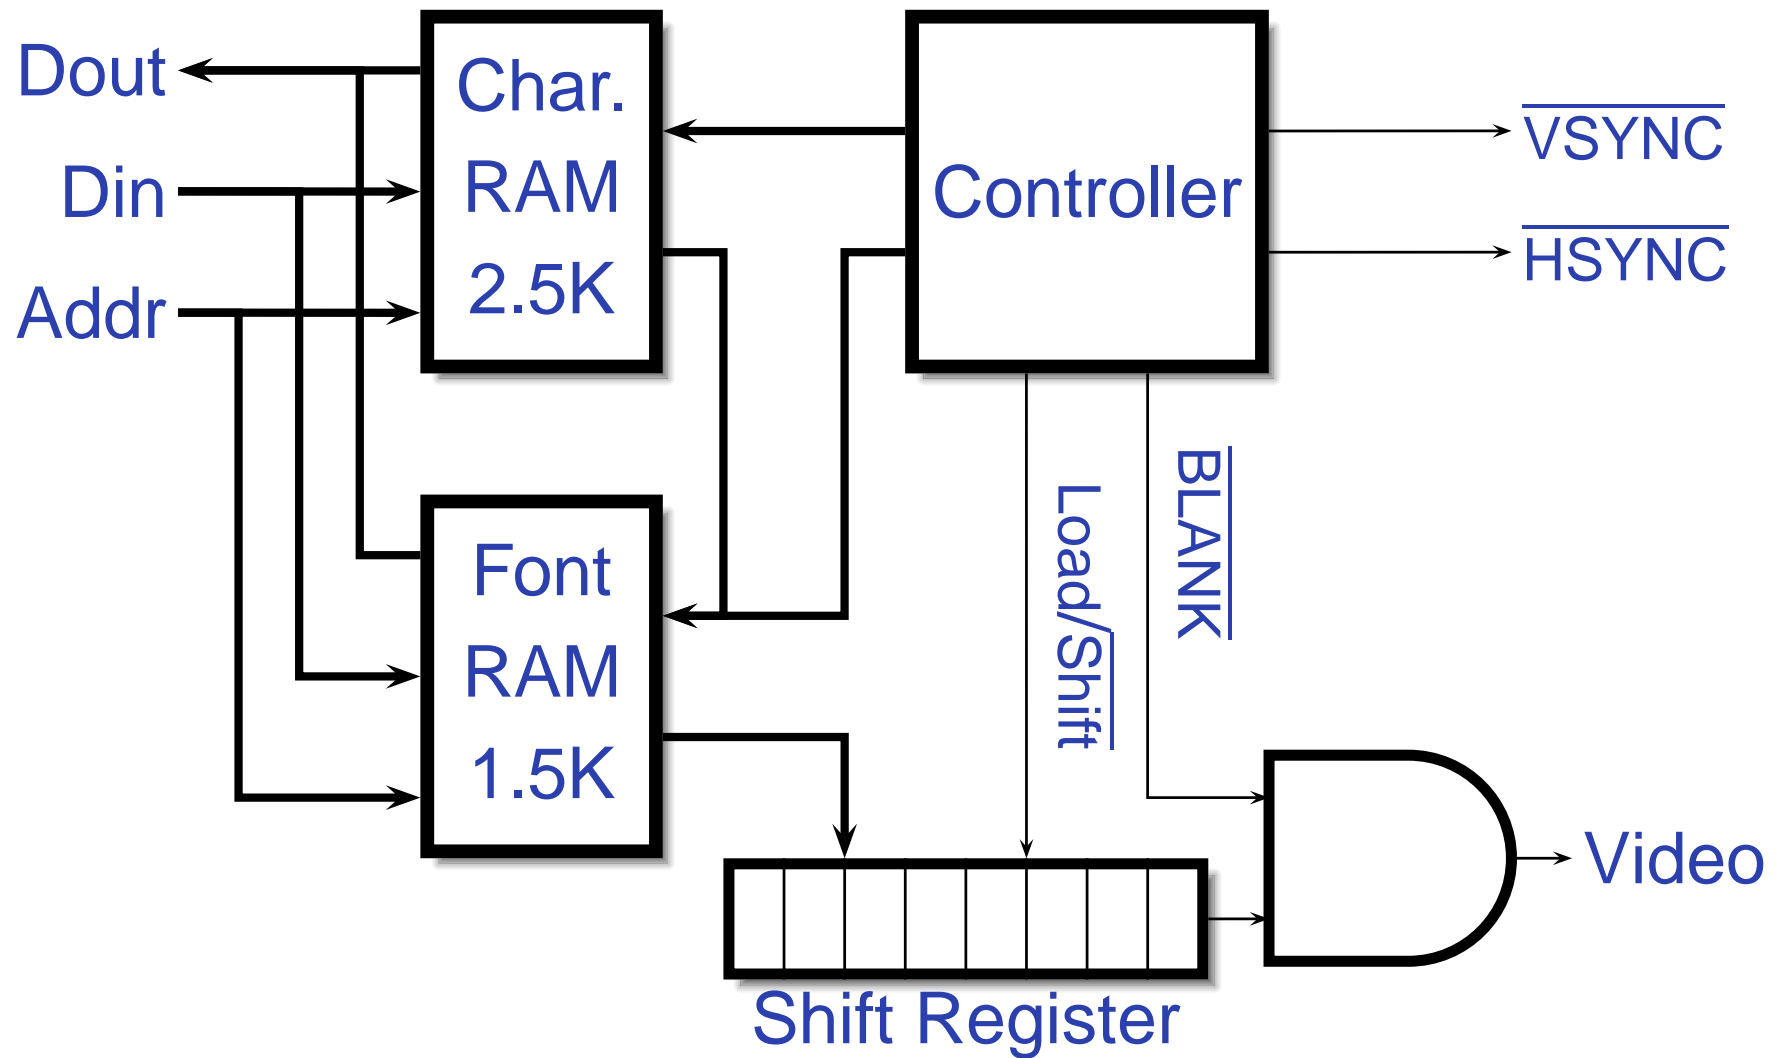 Dout
Din
Addr
Char.
RAM
2.5K
Controller
VSYNC
HSYNC
Font
RAM
1.5K
Load/Shift
BLANK
Shift Register
Video